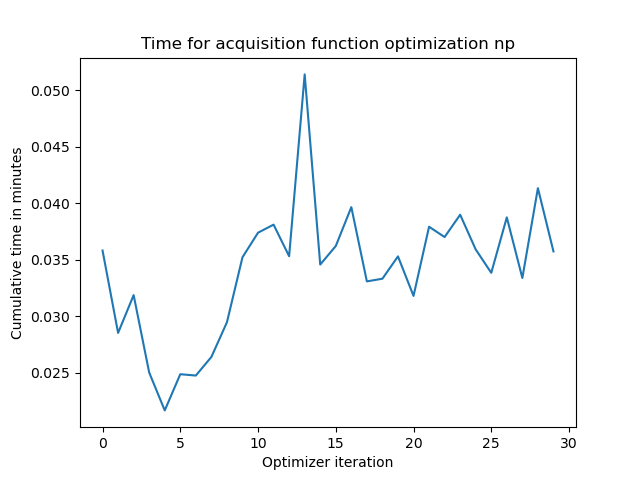 Time for acquisition function optimization np
0.050
0.045
0.040
0.035
0.030
0.025
Cumulative time in minutes
0 5 10 15 20 25 30
Optimizer iteration